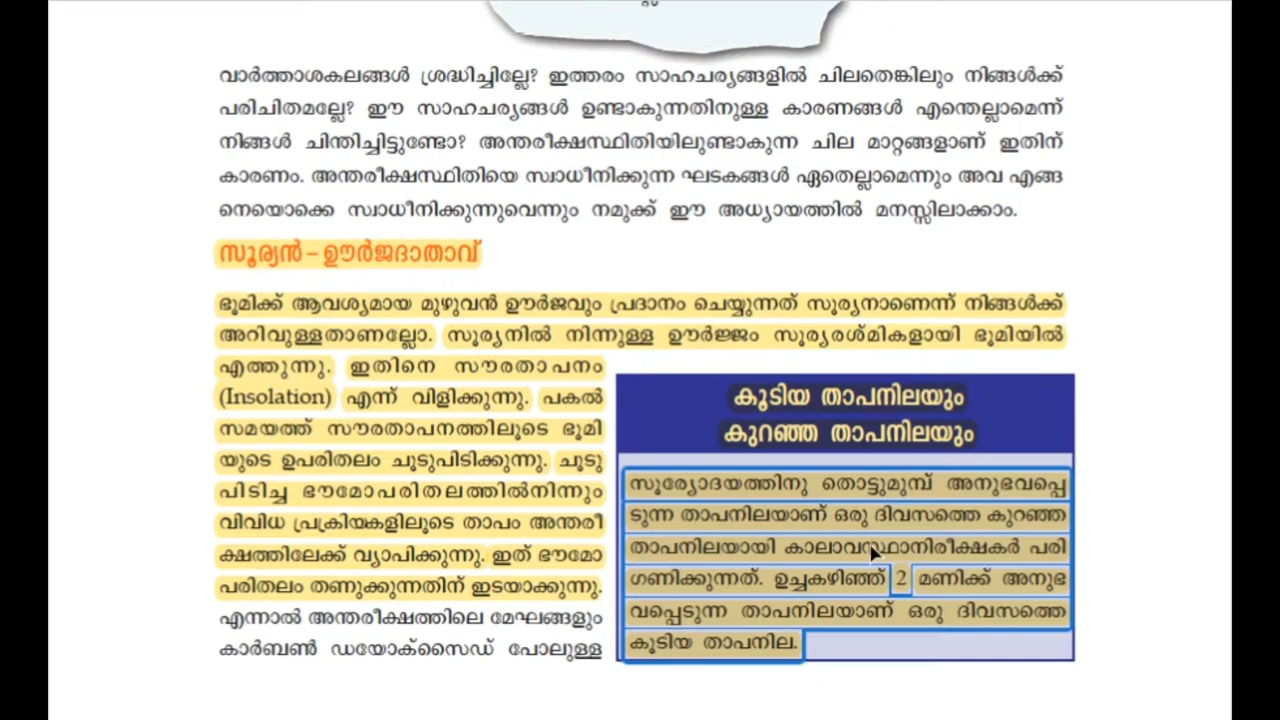 വാർത്താശകലങ്ങൾ ശ്രദ്ധിച്ചില്ലേ? ഇത്തരം സാഹചര്യങ്ങളിൽ ചിലതെങ്കിലും നിങ്ങൾക്ക്
പരിചിതമല്ലേ? ഈ സാഹചര്യങ്ങൾ ഉണ്ടാകുന്നതിനുള്ള കാരണങ്ങൾ എന്തെല്ലാമെന്ന്
നിങ്ങൾ ചിന്തിച്ചിട്ടുണ്ടോ? അന്തരീക്ഷസ്ഥിതിയിലുണ്ടാകുന്ന ചില മാറ്റങ്ങളാണ് ഇതിന്
കാരണം. അന്തരീക്ഷസ്ഥിതിയെ സ്വാധീനിക്കുന്ന ഘടകങ്ങൾ ഏതെല്ലാമെന്നും അവ എങ്ങ
നെയൊക്കെ സ്വാധീനിക്കുന്നുവെന്നും നമുക്ക് ഈ അധ്യായത്തിൽ മനസ്സിലാക്കാം.
സൂര്യൻ – ഊർജദാതാവ്
ഭൂമിക്ക് ആവശ്യമായ മുഴുവൻ ഊർജവും പ്രദാനം ചെയ്യുന്നത് സൂര്യനാണെന്ന് നിങ്ങൾക്ക്
അറിവുള്ളതാണല്ലോ. സൂര്യനിൽ നിന്നുള്ള ഊർജ്ജം സൂര്യരശ്മികളായി ഭൂമിയിൽ
എത്തുന്നു. ഇതിനെ സൗരതാപനം
(Insolation) എന്ന് വിളിക്കുന്നു. പകൽ
സമയത്ത് സൗരതാപനത്തിലൂടെ ഭൂമി
യുടെ ഉപരിതലം ചൂടുപിടിക്കുന്നു. ചൂടു
പിടിച്ച ഭൗമോപരിതലത്തിൽനിന്നും
വിവിധ പ്രക്രിയകളിലൂടെ താപം അന്തരീ
ക്ഷത്തിലേക്ക് വ്യാപിക്കുന്നു. ഇത് ഭൗമോ
പരിതലം തണുക്കുന്നതിന് ഇടയാക്കുന്നു.
എന്നാൽ അന്തരീക്ഷത്തിലെ മേഘങ്ങളും
കാർബൺ ഡയോക്സൈഡ് പോലുള്ള
കൂടിയ താപനിലയും
കുറഞ്ഞ താപനിലയും
സൂര്യോദയത്തിനു തൊട്ടുമുമ്പ് അനുഭവപ്പെ
ടുന്ന താപനിലയാണ് ഒരു ദിവസത്തെ കുറഞ്ഞ
താപനിലയായി കാലാവസ്ഥാനിരീക്ഷകർ പരി
ഗണിക്കുന്നത്. ഉച്ചകഴിഞ്ഞ് 2 മണിക്ക് അനുഭ
വപ്പെടുന്ന താപനിലയാണ് ഒരു ദിവസത്തെ
കൂടിയ താപനില.